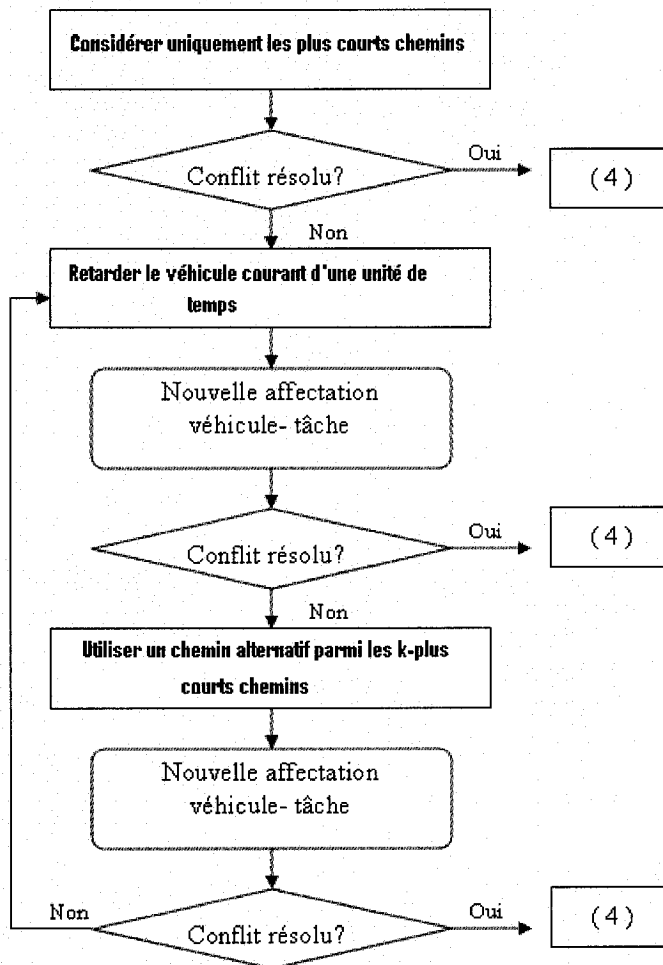 Considérer uniquement les plus courts chemins
Oui
Conflit résolu?
(4)
Non
Retarder le véhicule courant d'une unité de
temps
Nouvelle affectation
véhicule- tâche
Oui
Conflit résolu?
(4)
Non
Utiliser un chemin alternatif parmi les k-plus
courts chemins
Nouvelle affectation
véhicule- tâche
Non
Oui
Conflit résolu?
(4)